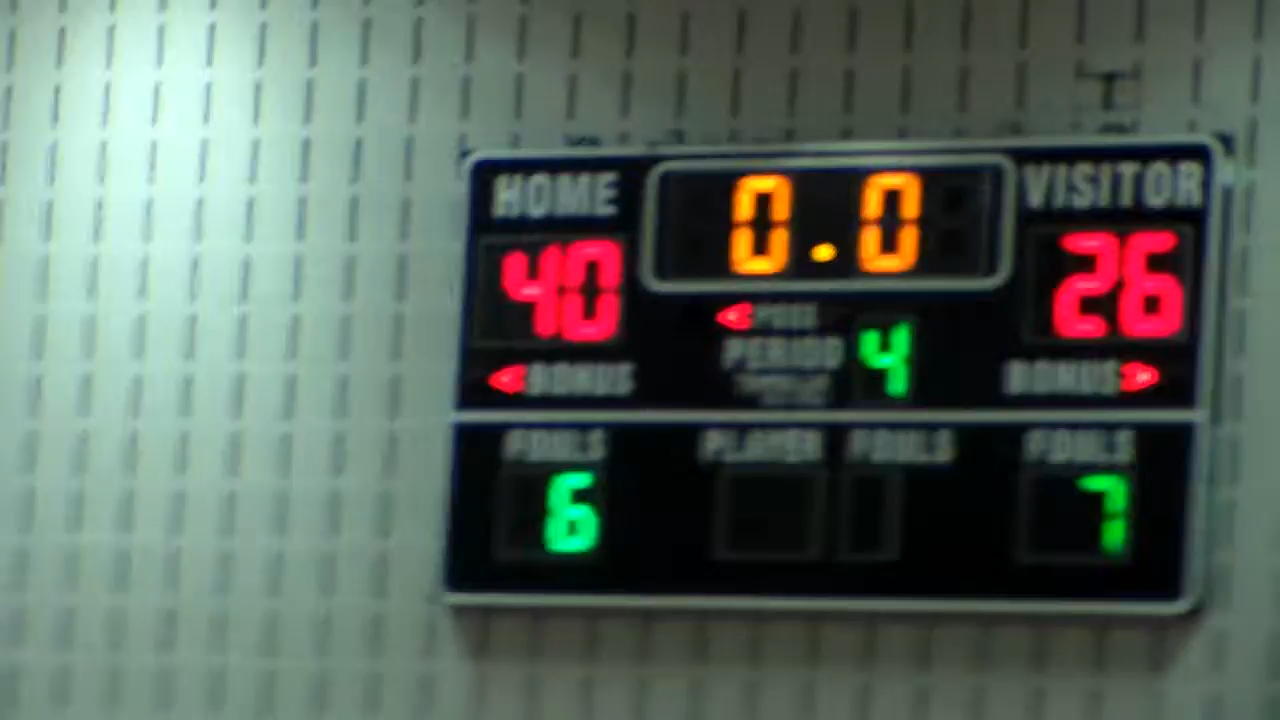 HOME 0.0 VISITOR
40 26
POSS
PERIOD 4
BONUS BONUS
FOULS PLAYER FOULS FOULS
6 7